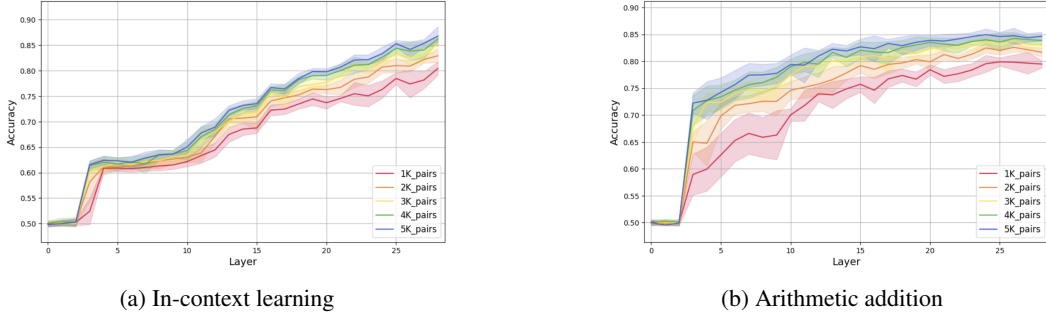 0.90
0.85
0.80
0.75
0.70
0.65
0.60
0.55
0.50
Accuracy
0 5 10 15 20 25
Layer
1K_pairs
2K_pairs
3K_pairs
4K_pairs
5K_pairs
(a) In-context learning
0.90
0.85
0.80
0.75
0.70
0.65
0.60
0.55
0.50
Accuracy
0 5 10 15 20 25
Layer
1K_pairs
2K_pairs
3K_pairs
4K_pairs
5K_pairs
(b) Arithmetic addition